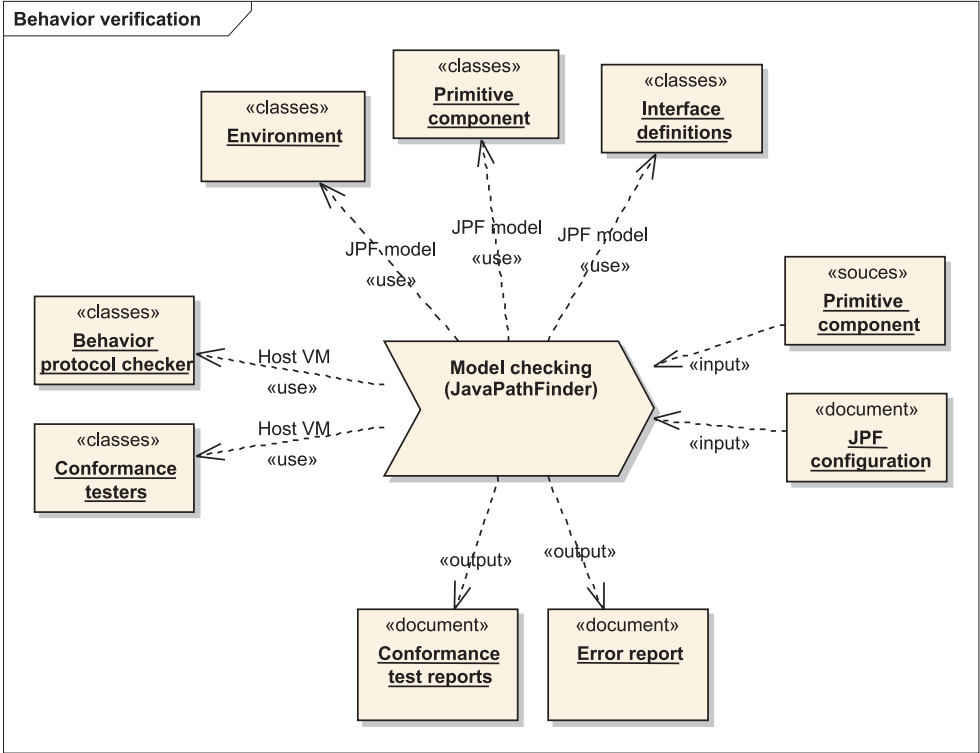 Behavior verification
«classes»
Environment
«classes»
Primitive
component
«classes»
Interface
definitions
JPF model
«use»
JPF model
«use»
JPF model
«use»
«souces»
Primitive
component
«classes»
Behavior
protocol checker
Host VM
«use»
Model checking
(JavaPathFinder)
«input»
«document»
JPF
configuration
«input»
«classes»
Conformance
testers
Host VM
«use»
«output»
«output»
«document»
Conformance
test reports
«document»
Error report